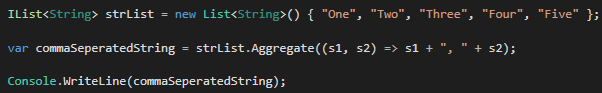 IList<String> strList = new List<String>() { "One", "Two", "Three", "Four", "Five" };
var commaSeperatedString = strList.Aggregate((s1, s2) => s1 + ", " + s2);
Console.WriteLine(commaSeperatedString);